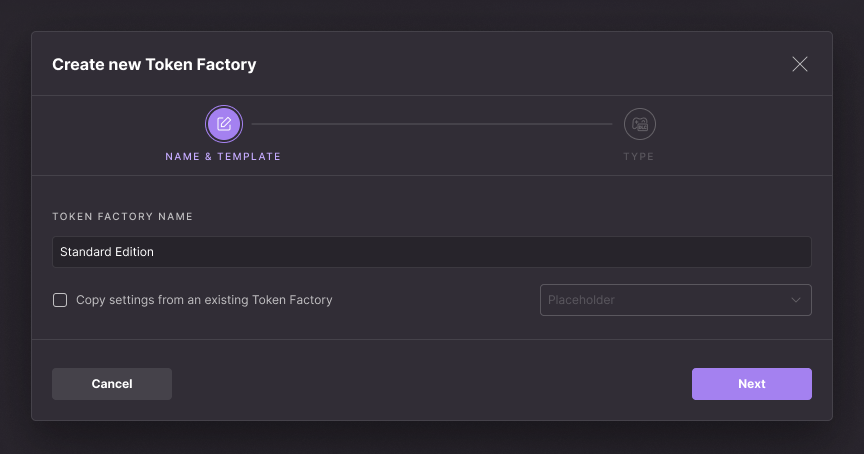 Create new Token Factory
NAME & TEMPLATE
TYPE
TOKEN FACTORY NAME
Standard Edition
Copy settings from an existing Token Factory
Placeholder
Cancel
Next